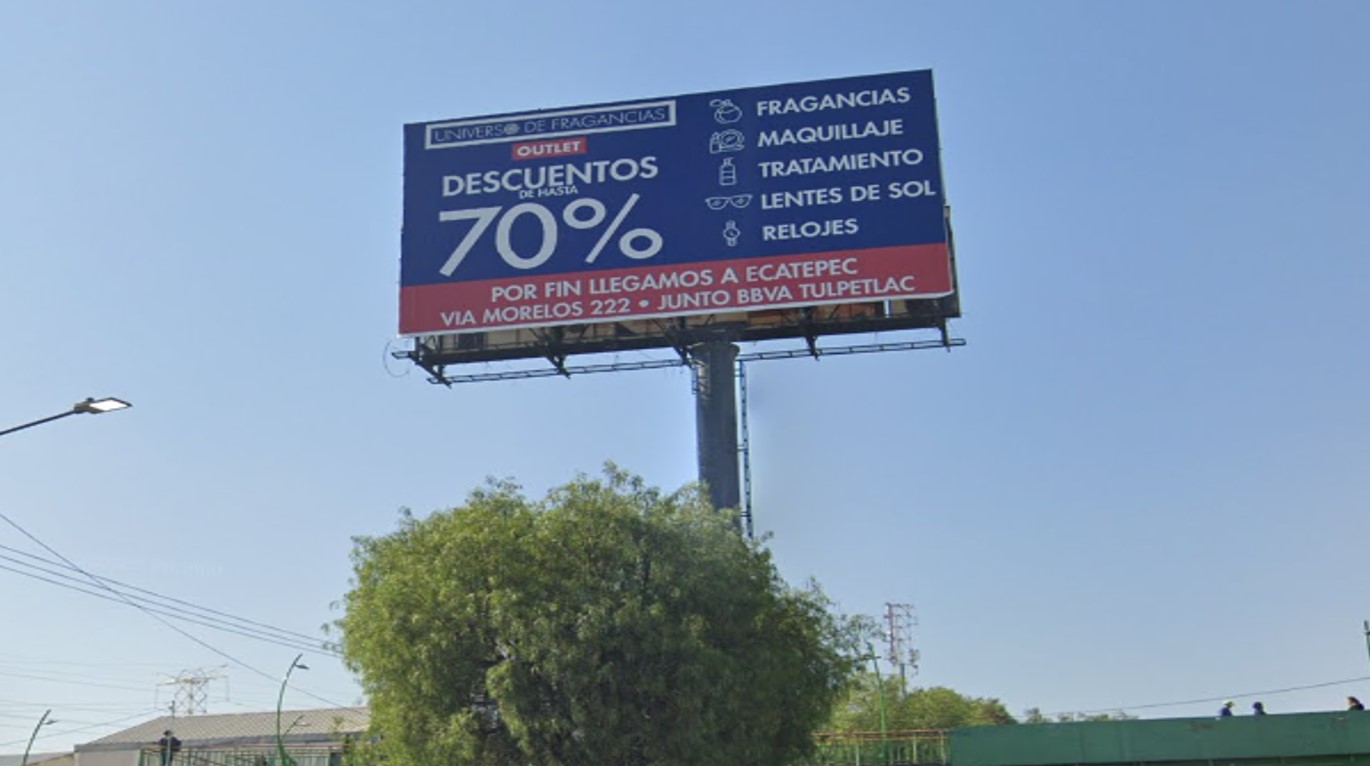 UNIVERSO DE FRAGANCIAS
OUTLET
DESCUENTOS
DE HASTA
70%
FRAGANCIAS
MAQUILLAJE
TRATAMIENTO
LENTES DE SOL
RELOJES
POR FIN LLEGAMOS A ECATEPEC
VIA MORELOS 222 • JUNTO BBVA TULPETLAC